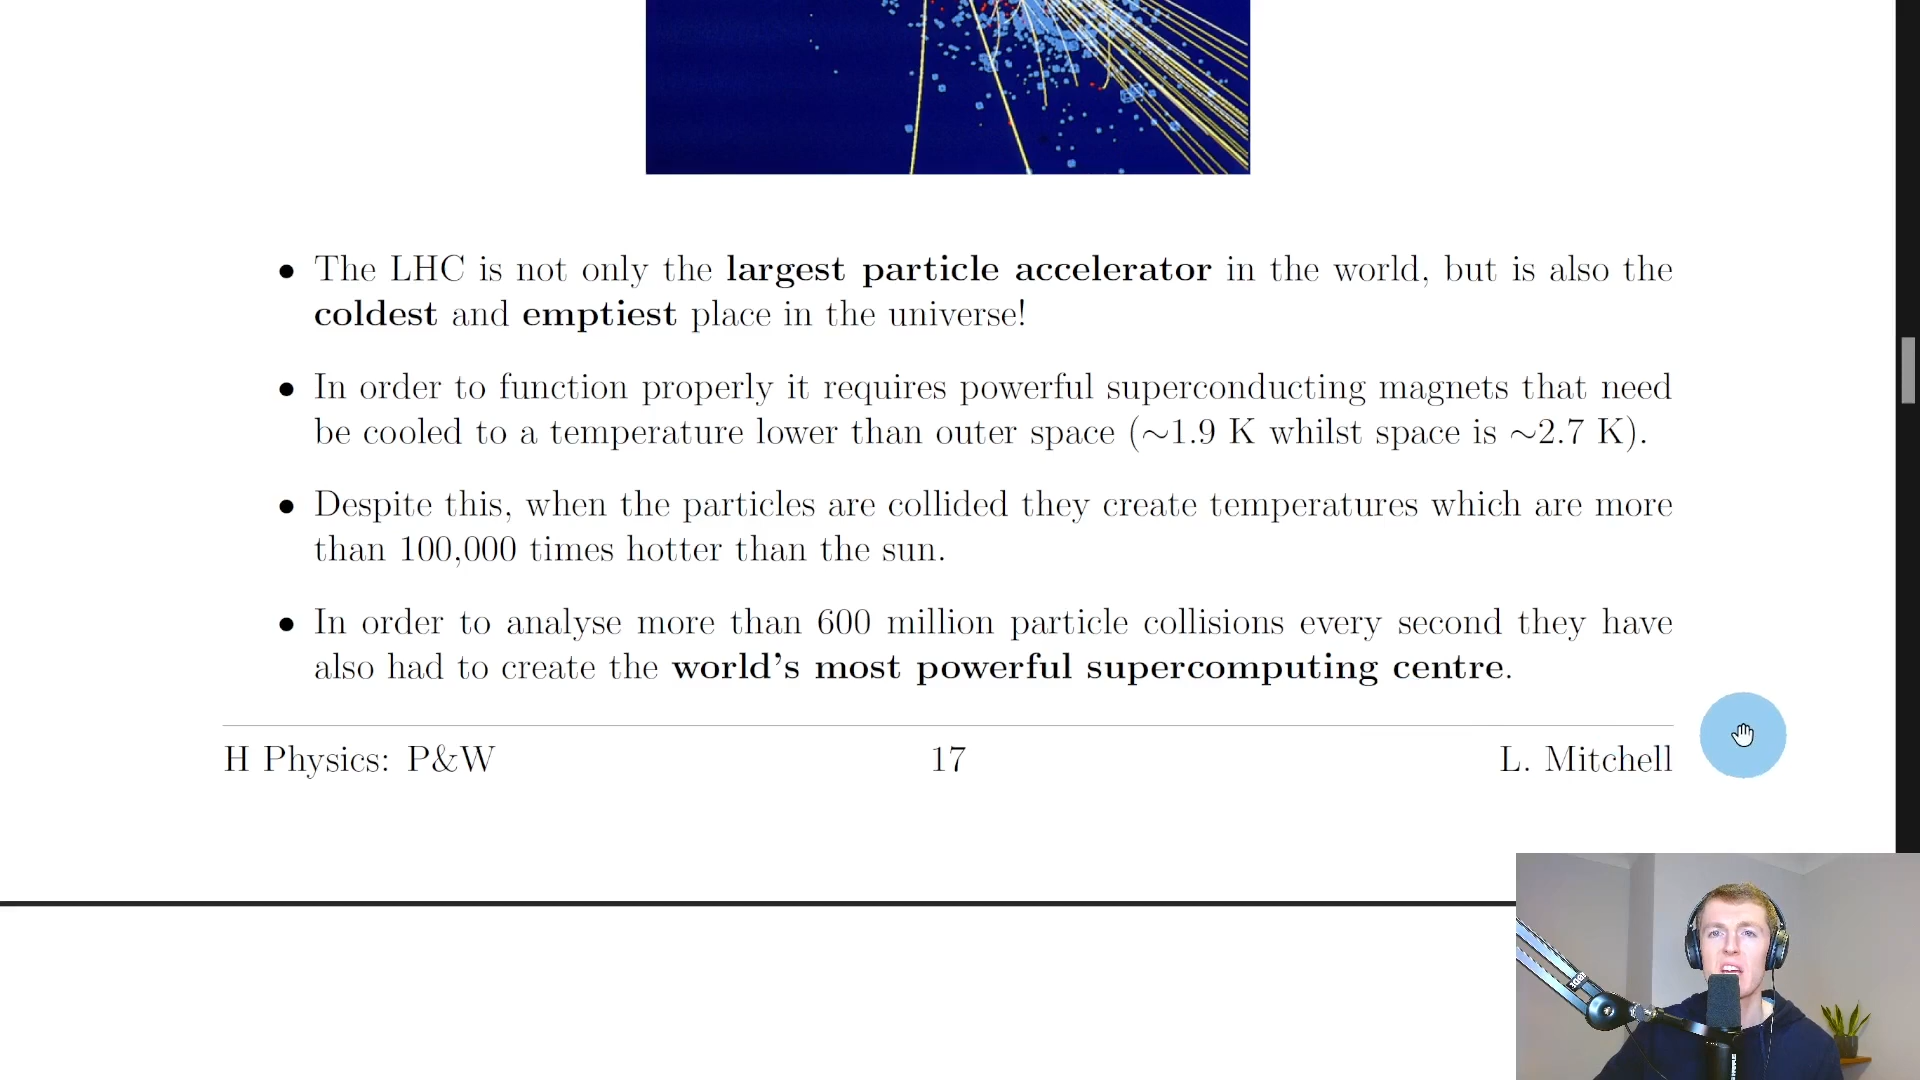 • The LHC is not only the largest particle accelerator in the world, but is also the
coldest and emptiest place in the universe!
• In order to function properly it requires powerful superconducting magnets that need
be cooled to a temperature lower than outer space (~1.9 K whilst space is ~2.7 K).
• Despite this, when the particles are collided they create temperatures which are more
than 100,000 times hotter than the sun.
• In order to analyse more than 600 million particle collisions every second they have
also had to create the world's most powerful supercomputing centre.
H Physics: P&W 17 L. Mitchell